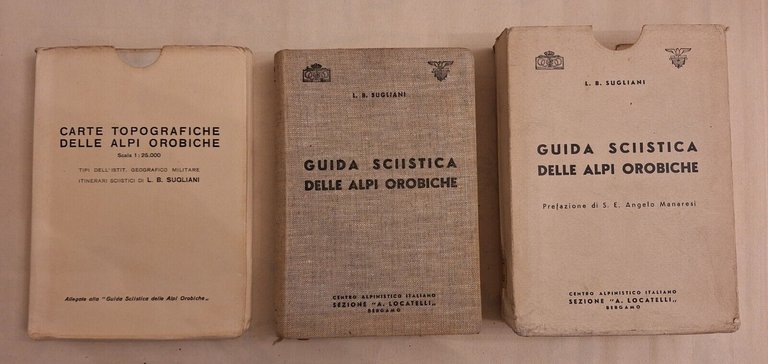 CARTE TOPOGRAFICHE
DELLE ALPI OROBICHE
Scala 1:25.000
TIPI DELL'ISTIT. GEOGRAFICO MILITARE
ITINERARI SCIISTICI DI L. B. SUGLIANI
Allegate alla "Guida Sciistica delle Alpi Orobiche„
L. B. SUGLIANI
GUIDA SCIISTICA
DELLE ALPI OROBICHE
CENTRO ALPINISTICO ITALIANO
SEZIONE "A. LOCATELLI„
BERGAMO
L. B. SUGLIANI
GUIDA SCIISTICA
DELLE ALPI OROBICHE
Prefazione di S. E. Angelo Manaresi
CENTRO ALPINISTICO ITALIANO
SEZIONE "A. LOCATELLI„
BERGAMO